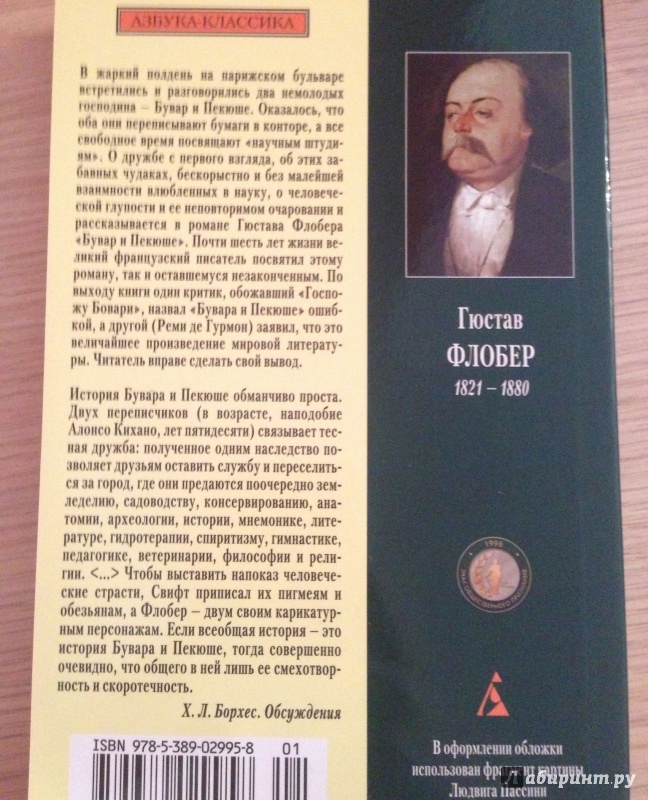 АЗБУКА-КЛАССИКА
В жаркий полдень на парижском бульваре
встретились и разговорились два немолодых
господина – Бувар и Пекюше. Оказалось, что
оба они переписывают бумаги в конторе, а все
свободное время посвящают «научным штуди-
ям». О дружбе с первого взгляда, об этих за-
бавных чудаках, бескорыстно и без малейшей
взаимности влюбленных в науку, о человече-
ской глупости и ее неповторимом очаровании и
рассказывается в романе Гюстава Флобера
«Бувар и Пекюше». Почти шесть лет жизни ве-
ликий французский писатель посвятил этому
роману, так и оставшемуся незаконченным. По
выходу книги один критик, обожавший «Госпо-
жу Бовари», назвал «Бувара и Пекюше» ошиб-
кой, а другой (Реми де Гурмон) заявил, что это
величайшее произведение мировой литерату-
ры. Читатель вправе сделать свой вывод.
История Бувара и Пекюше обманчиво проста.
Двух переписчиков (в возрасте, наподобие
Алонсо Кихано, лет пятидесяти) связывает тес-
ная дружба: полученное одним наследство по-
зволяет друзьям оставить службу и переселить-
ся за город, где они предаются поочередно зем-
леделию, садоводству, консервированию, ана-
томии, археологии, истории, мнемонике, лите-
ратуре, гидротерапии, спиритизму, гимнастике,
педагогике, ветеринарии, философии и рели-
гии. <...> Чтобы выставить напоказ человече-
ские страсти, Свифт приписал их пигмеям и
обезьянам, а Флобер – двум своим карикатур-
ным персонажам. Если всеобщая история – это
история Бувара и Пекюше, тогда совершенно
очевидно, что общего в ней лишь ее смехотвор-
ность и скоротечность.
Х. Л. Борхес. Обсуждения
ISBN 978-5-389-02995-8 01
Гюстав
ФЛОБЕР
1821 – 1880
1998
В оформлении обложки
использован фрагмент картины
Людвига Пассини
Лабиринт.ру